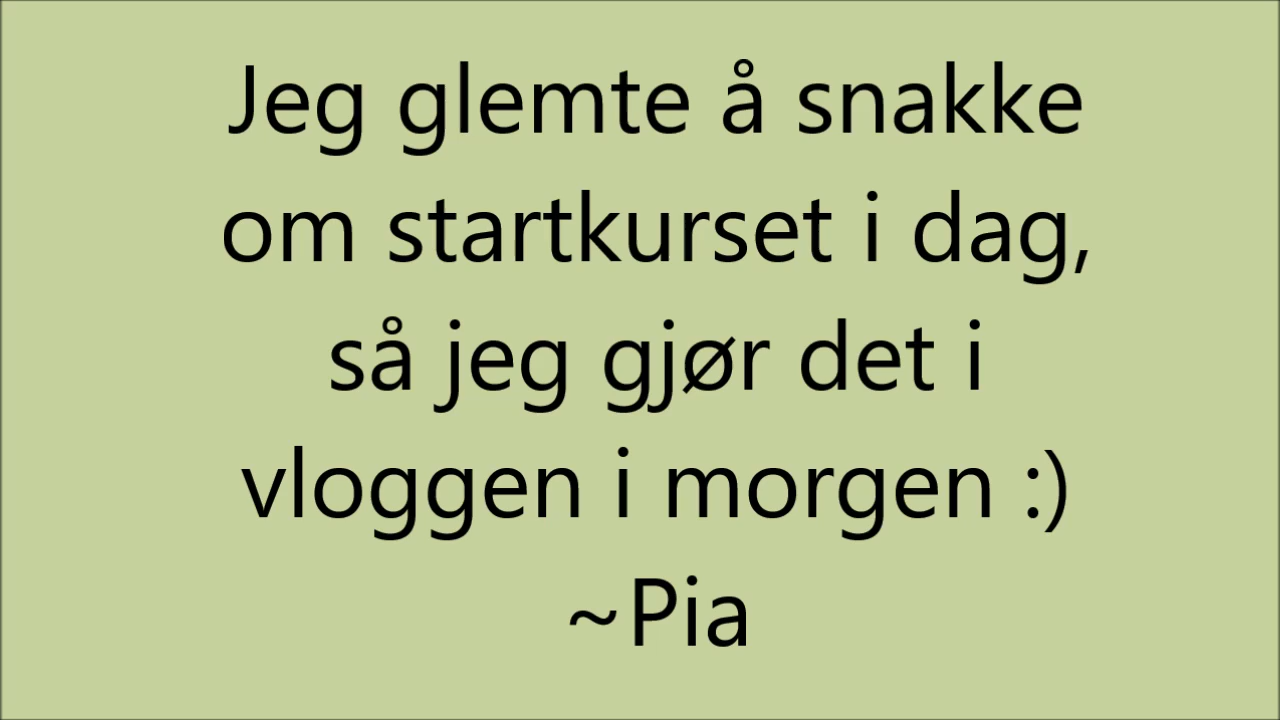 Jeg glemte å snakke
om startkurset i dag,
så jeg gjør det i
vloggen i morgen :)
~Pia